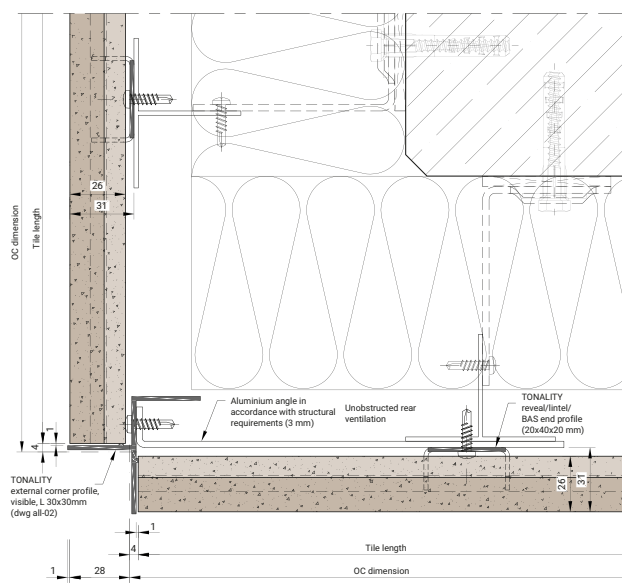 26
31
OC dimension
Tile length
1
4
Aluminium angle in
accordance with structural
requirements (3 mm)
Unobstructed rear
ventilation
TONALITY
reveal/lintel/
BAS end profile
(20x40x20 mm)
TONALITY
external corner profile,
visible, L 30x30mm
(dwg all-02)
26
31
1
4
Tile length
1
28
OC dimension